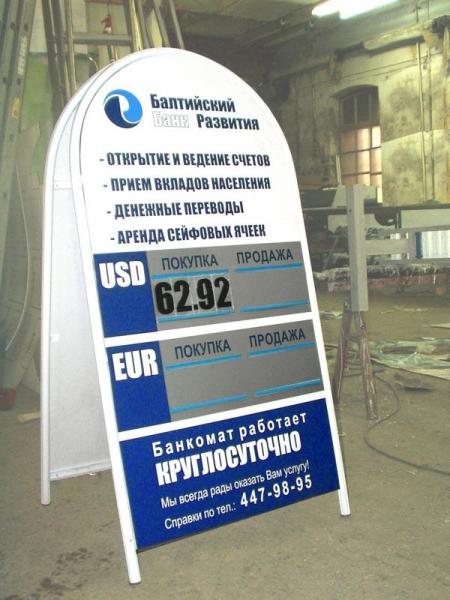 Балтийский
Банк Развития
- ОТКРЫТИЕ И ВЕДЕНИЕ СЧЕТОВ
- ПРИЕМ ВКЛАДОВ НАСЕЛЕНИЯ
- ДЕНЕЖНЫЕ ПЕРЕВОДЫ
- АРЕНДА СЕЙФОВЫХ ЯЧЕЕК
USD ПОКУПКА ПРОДАЖА
62.92
EUR ПОКУПКА ПРОДАЖА
Банкомат работает
КРУГЛОСУТОЧНО
Мы всегда рады оказать Вам услугу!
Справки по тел.: 447-98-95